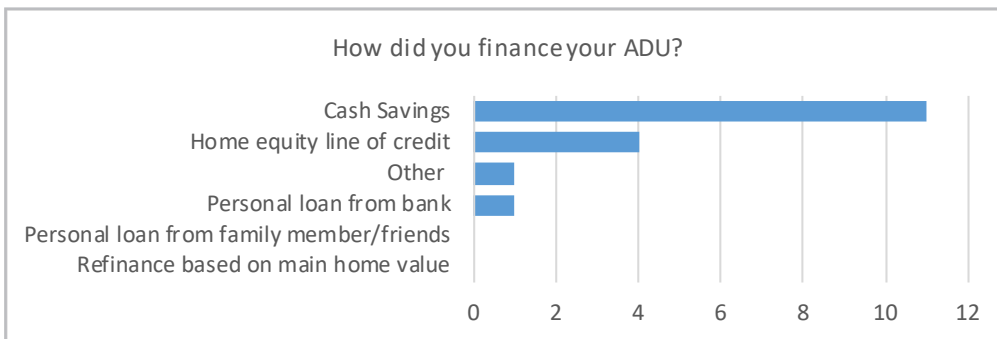 How did you finance your ADU?
Cash Savings
Home equity line of credit
Other
Personal loan from bank
Personal loan from family member/friends
Refinance based on main home value
0 2 4 6 8 10 12